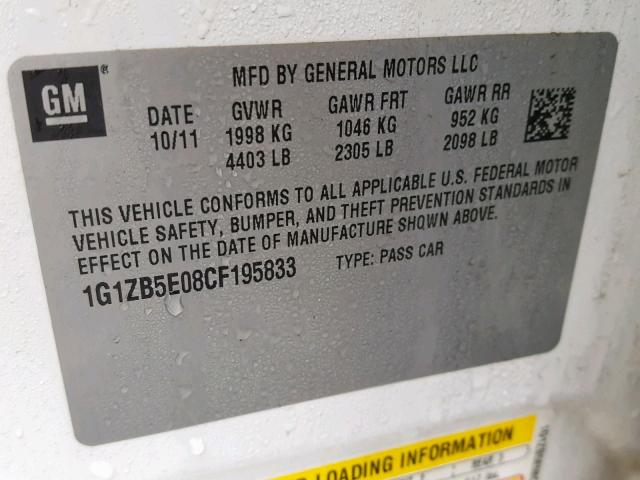 GM ®
MFD BY GENERAL MOTORS LLC
DATE GVWR GAWR FRT GAWR RR
10/11 1998 KG 1046 KG 952 KG
4403 LB 2305 LB 2098 LB
THIS VEHICLE CONFORMS TO ALL APPLICABLE U.S. FEDERAL MOTOR
VEHICLE SAFETY, BUMPER, AND THEFT PREVENTION STANDARDS IN
EFFECT ON THE DATE OF MANUFACTURE SHOWN ABOVE.
1G1ZB5E08CF195833 TYPE: PASS CAR
LOADING INFORMATION